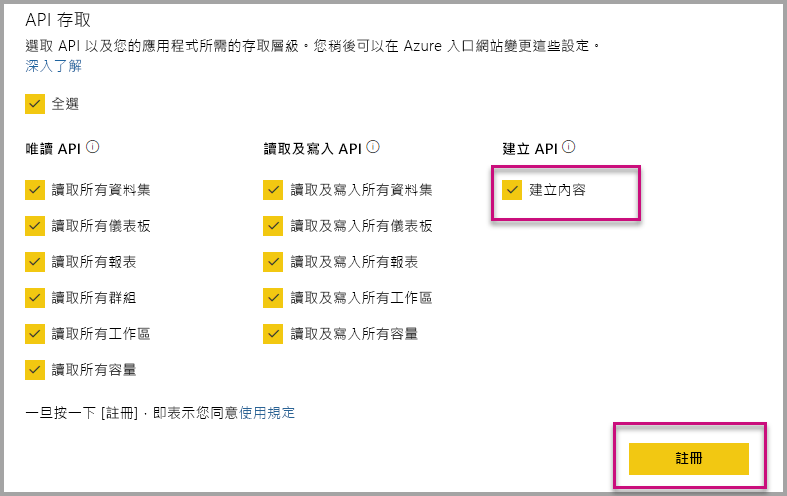 API 存取
選取 API 以及您的應用程式所需的存取層級。您稍後可以在 Azure 入口網站變更這些設定。
深入了解
全選
唯讀 API
讀取所有資料集
讀取所有儀表板
讀取所有報表
讀取所有群組
讀取所有工作區
讀取所有容量
讀取及寫入 API
讀取及寫入所有資料集
讀取及寫入所有儀表板
讀取及寫入所有報表
讀取及寫入所有工作區
讀取及寫入所有容量
建立 API
建立內容
一旦按一下 [註冊]，即表示您同意使用規定
註冊